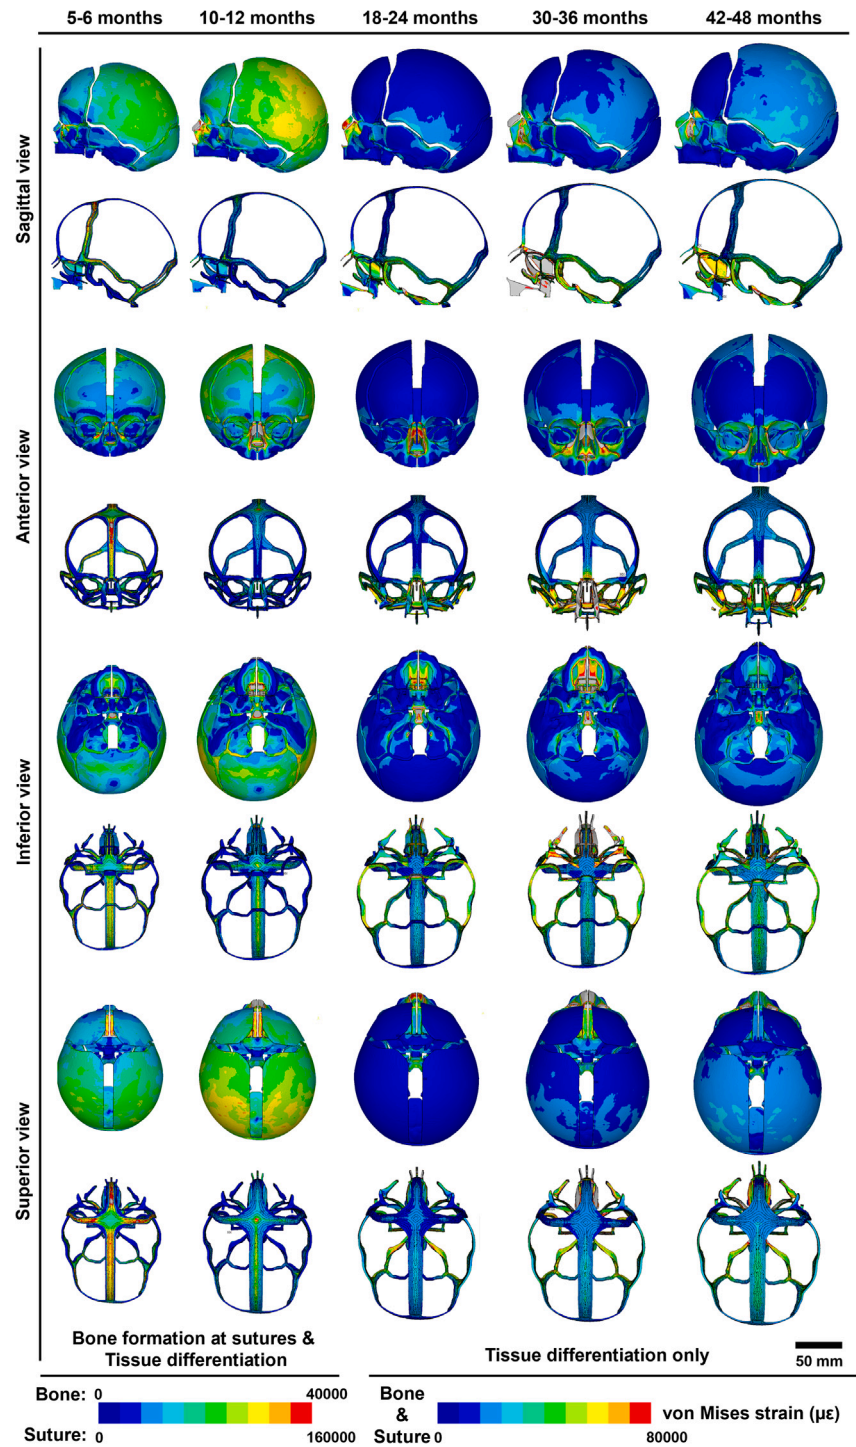 5-6 months 10-12 months 18-24 months 30-36 months 42-48 months
Sagittal view
Anterior view
Inferior view
Superior view
Bone formation at sutures &
Tissue differentiation
Tissue differentiation only
50 mm
Bone: 0 40000
Suture: 0 160000
Bone
&
Suture 0 80000
von Mises strain (με)